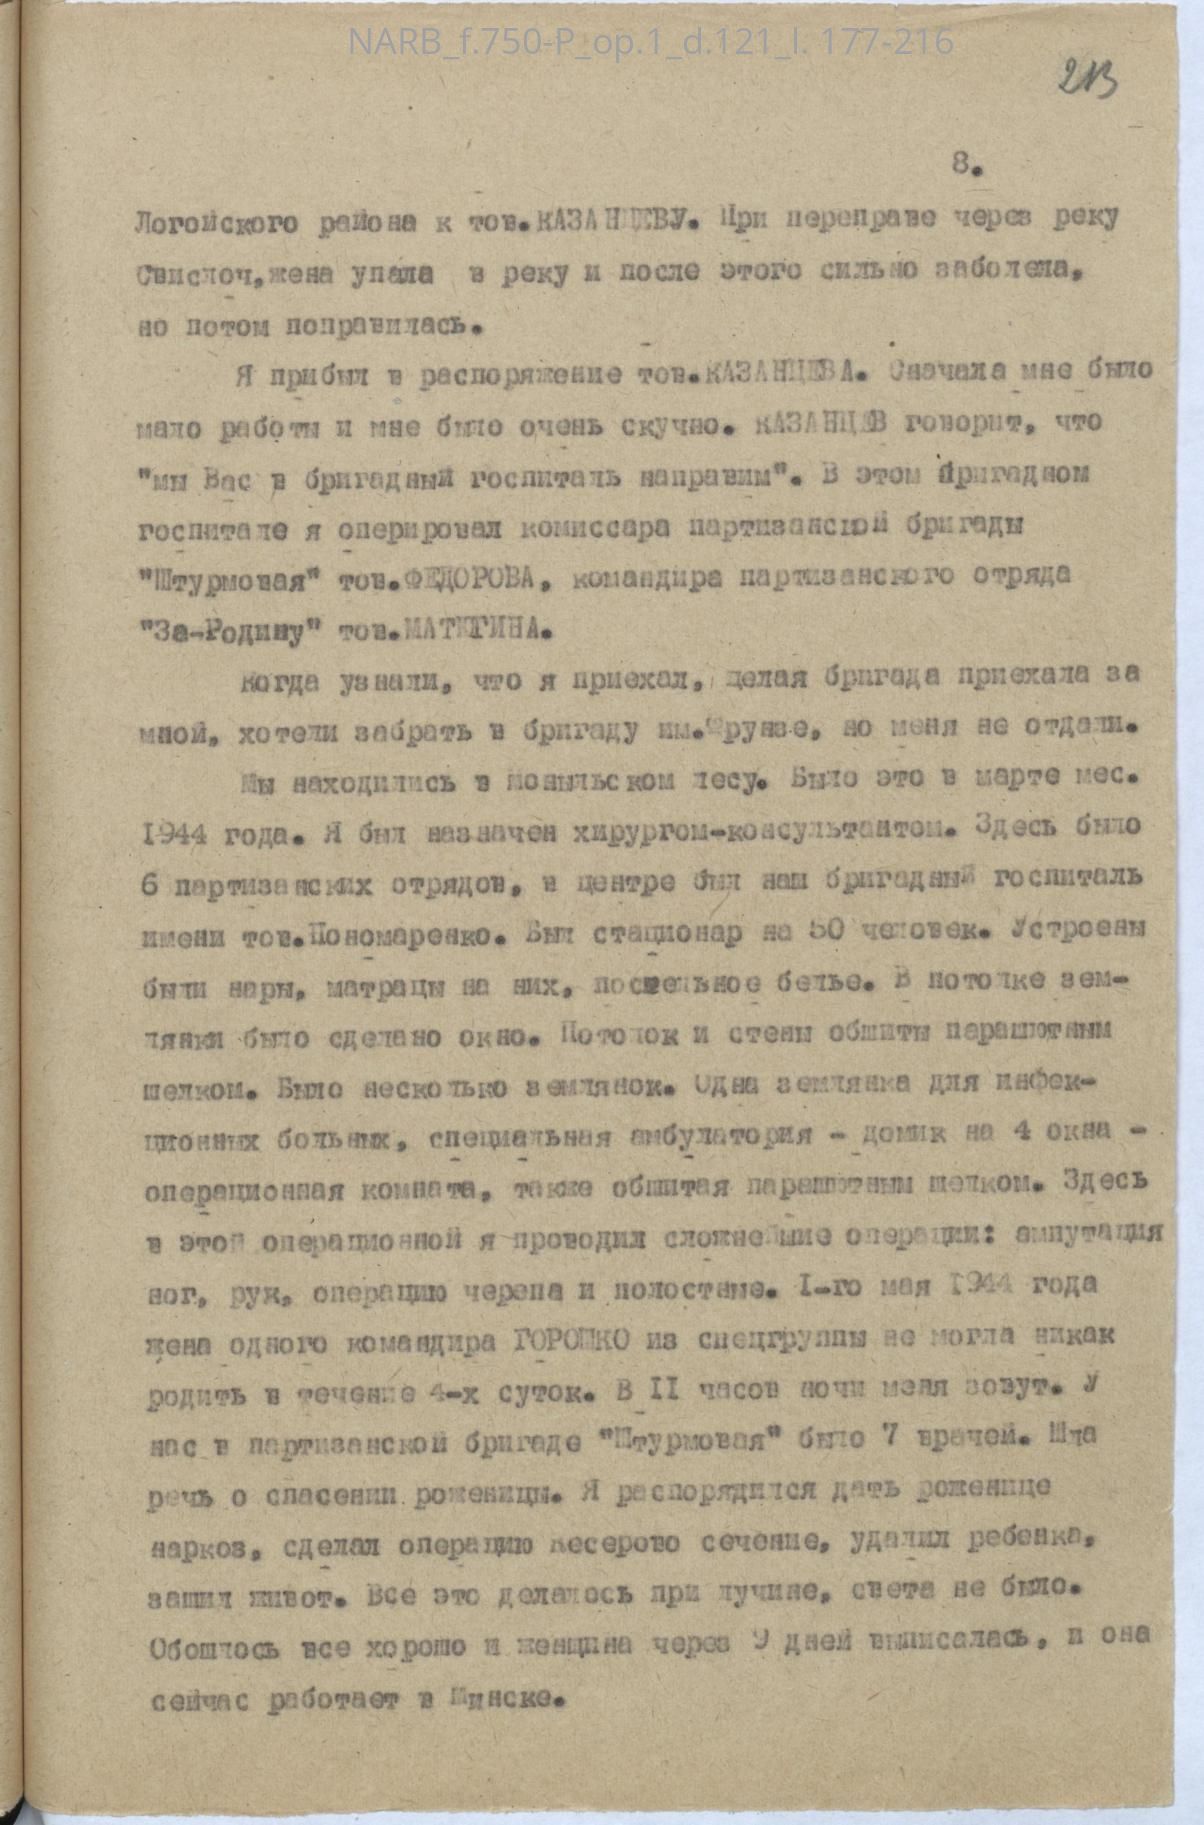 NARB_f.750-P_op.1_d.121_l. 177-216
213
8.
Логойского района к тов.КАЗАНЦЕВУ. При переправе через реку
Свислоч,жена упала в реку и после этого сильно заболела,
но потом поправилась.
Я прибыл в распоряжение тов.КАЗАНЦЕВА. Сначала мне было
мало работы и мне было очень скучно. КАЗАНЦЕВ говорит, что
"мы Вас в бригадный госпиталь направим". В этом бригадном
госпитале я оперировал комиссара партизанской бригады
"Штурмовая" тов.ФЕДОРОВА, командира партизанского отряда
"За-Родину" тов.
Когда узнали, что я приехал, целая бригада приехала за
мной, хотели забрать в бригаду им.Фрунзе, но меня не отдали.
Мы находились в лесу. Было это в марте мес.
1944 года. Я был назначен хирургом-консультантом. Здесь было
6 партизанских отрядов, в центре был наш бригадный госпиталь
имени тов.Пономаренко. Был стационар на 50 человек. Устроены
были нары, матрацы на них, постельное белье. В потолке зем-
лянки было сделано окно. Потолок и стены обшиты парашютным
шелком. Было несколько землянок. Одна землянка для инфек-
ционных больных, специальная амбулатория - домик на 4 окна -
операционная комната, также обшитая парашютным шелком. Здесь
в этой операционной я проводил сложнейшие операции: ампутация
ног, рук, операцию черепа и полостные. I-го мая 1944 года
жена одного командира ГОРОШКО из спецгруппы не могла никак
родить в течение 4-х суток. В II часов ночи меня зовут. У
нас в партизанской бригаде "Штурмовая" было 7 врачей. Шла
речь о спасении роженицы. Я распорядился дать роженице
наркоз, сделал операцию Кесерово сечение, удалил ребенка,
зашил живот. Все это делалось при лучине, света не было.
Обошлось все хорошо и женщина через 9 дней выписалась, и она
сейчас работает в Минске.